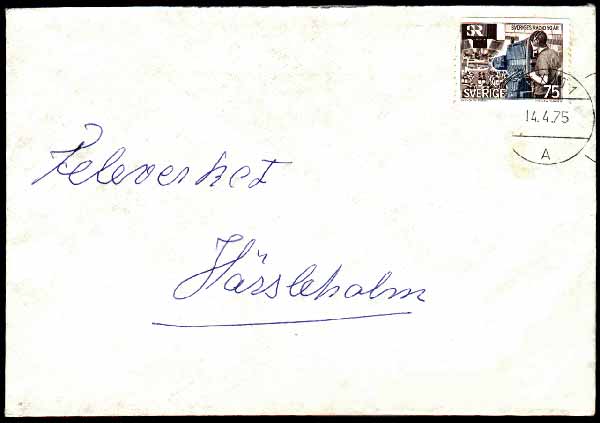 SR SVERIGES RADIO 50 ÅR
SVERIGE 75
14.4.75
A
Televerket
Hässleholm